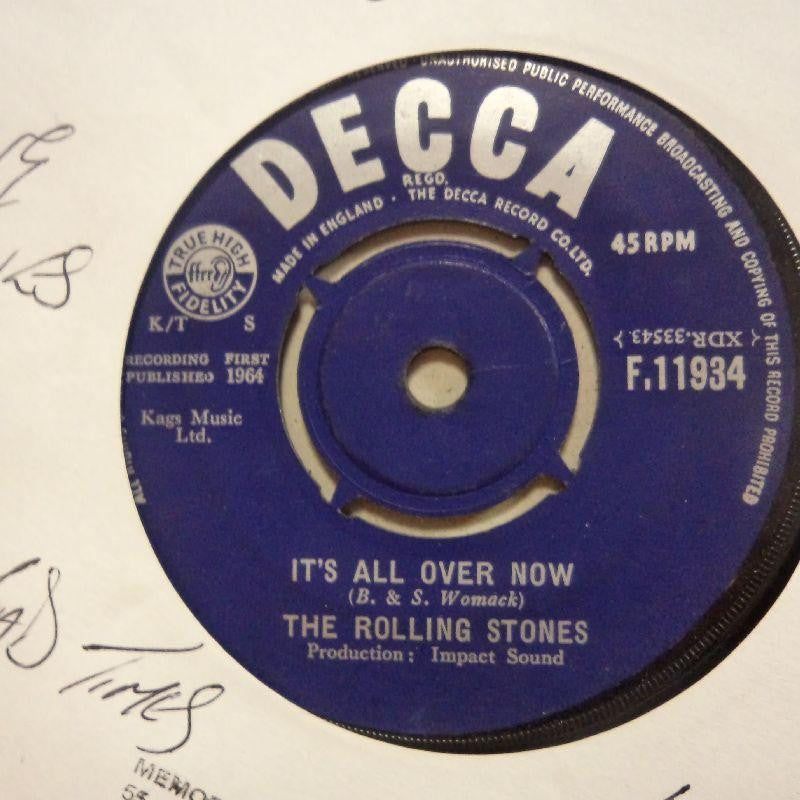 UNAUTHORISED PUBLIC PERFORMANCE BROADCASTING AND COPYING OF THIS RECORD PROHIBITED
DECCA
REGD.
MADE IN ENGLAND · THE DECCA RECORD CO. LTD.
TRUE HIGH
ffrr
FIDELITY
45 RPM
K/T S
(XDR.33543.)
RECORDING FIRST
PUBLISHED 1964
F.11934
Kags Music
Ltd.
IT'S ALL OVER NOW
(B. & S. Womack)
THE ROLLING STONES
Production: Impact Sound
TIMES